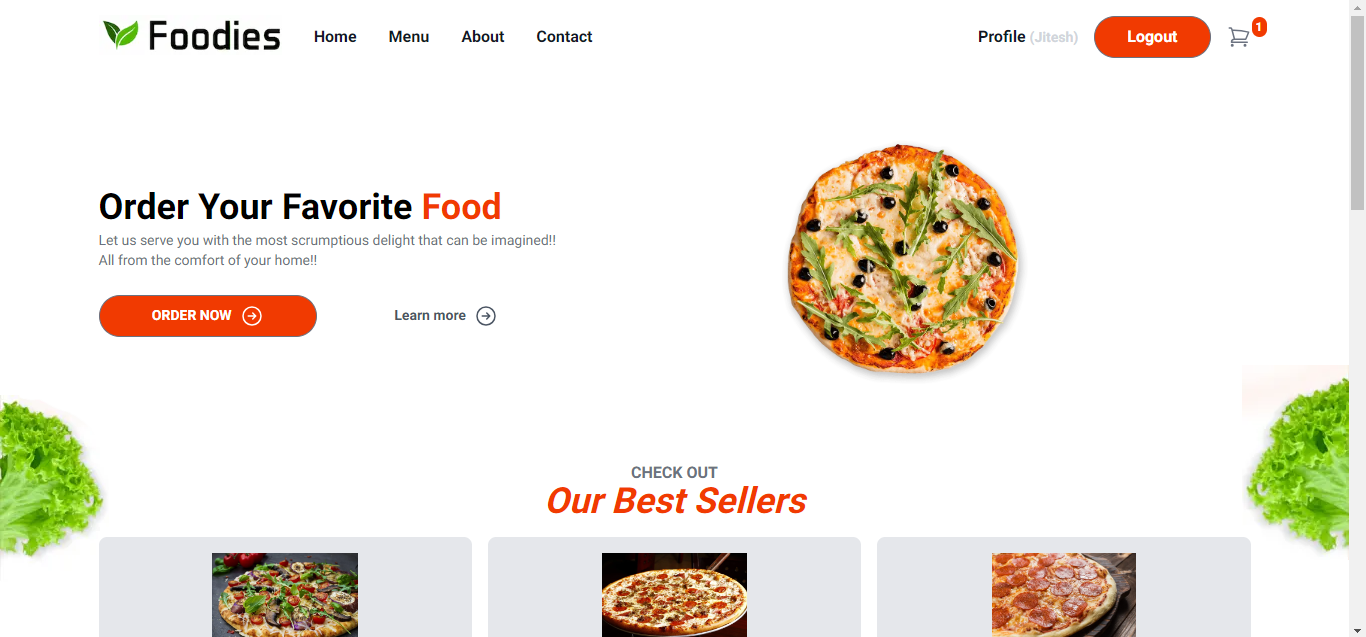 Foodies Home Menu About Contact Profile (Jitesh) Logout 1
Order Your Favorite Food
Let us serve you with the most scrumptious delight that can be imagined!!
All from the comfort of your home!!
ORDER NOW Learn more
CHECK OUT
Our Best Sellers